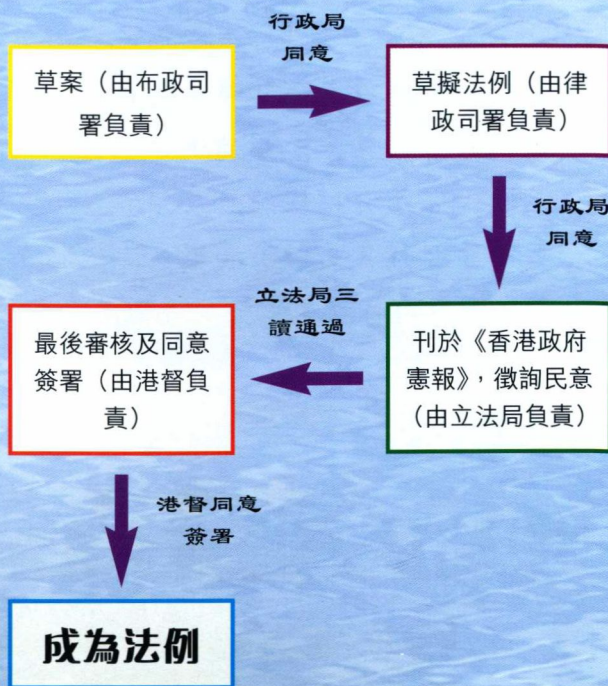 草案（由布政司
署負責）
行政局
同意
草擬法例（由律
政司署負責）
行政局
同意
刊於《香港政府
憲報》，徵詢民意
（由立法局負責）
立法局三
讀通過
最後審核及同意
簽署（由港督負
責）
港督同意
簽署
成為法例